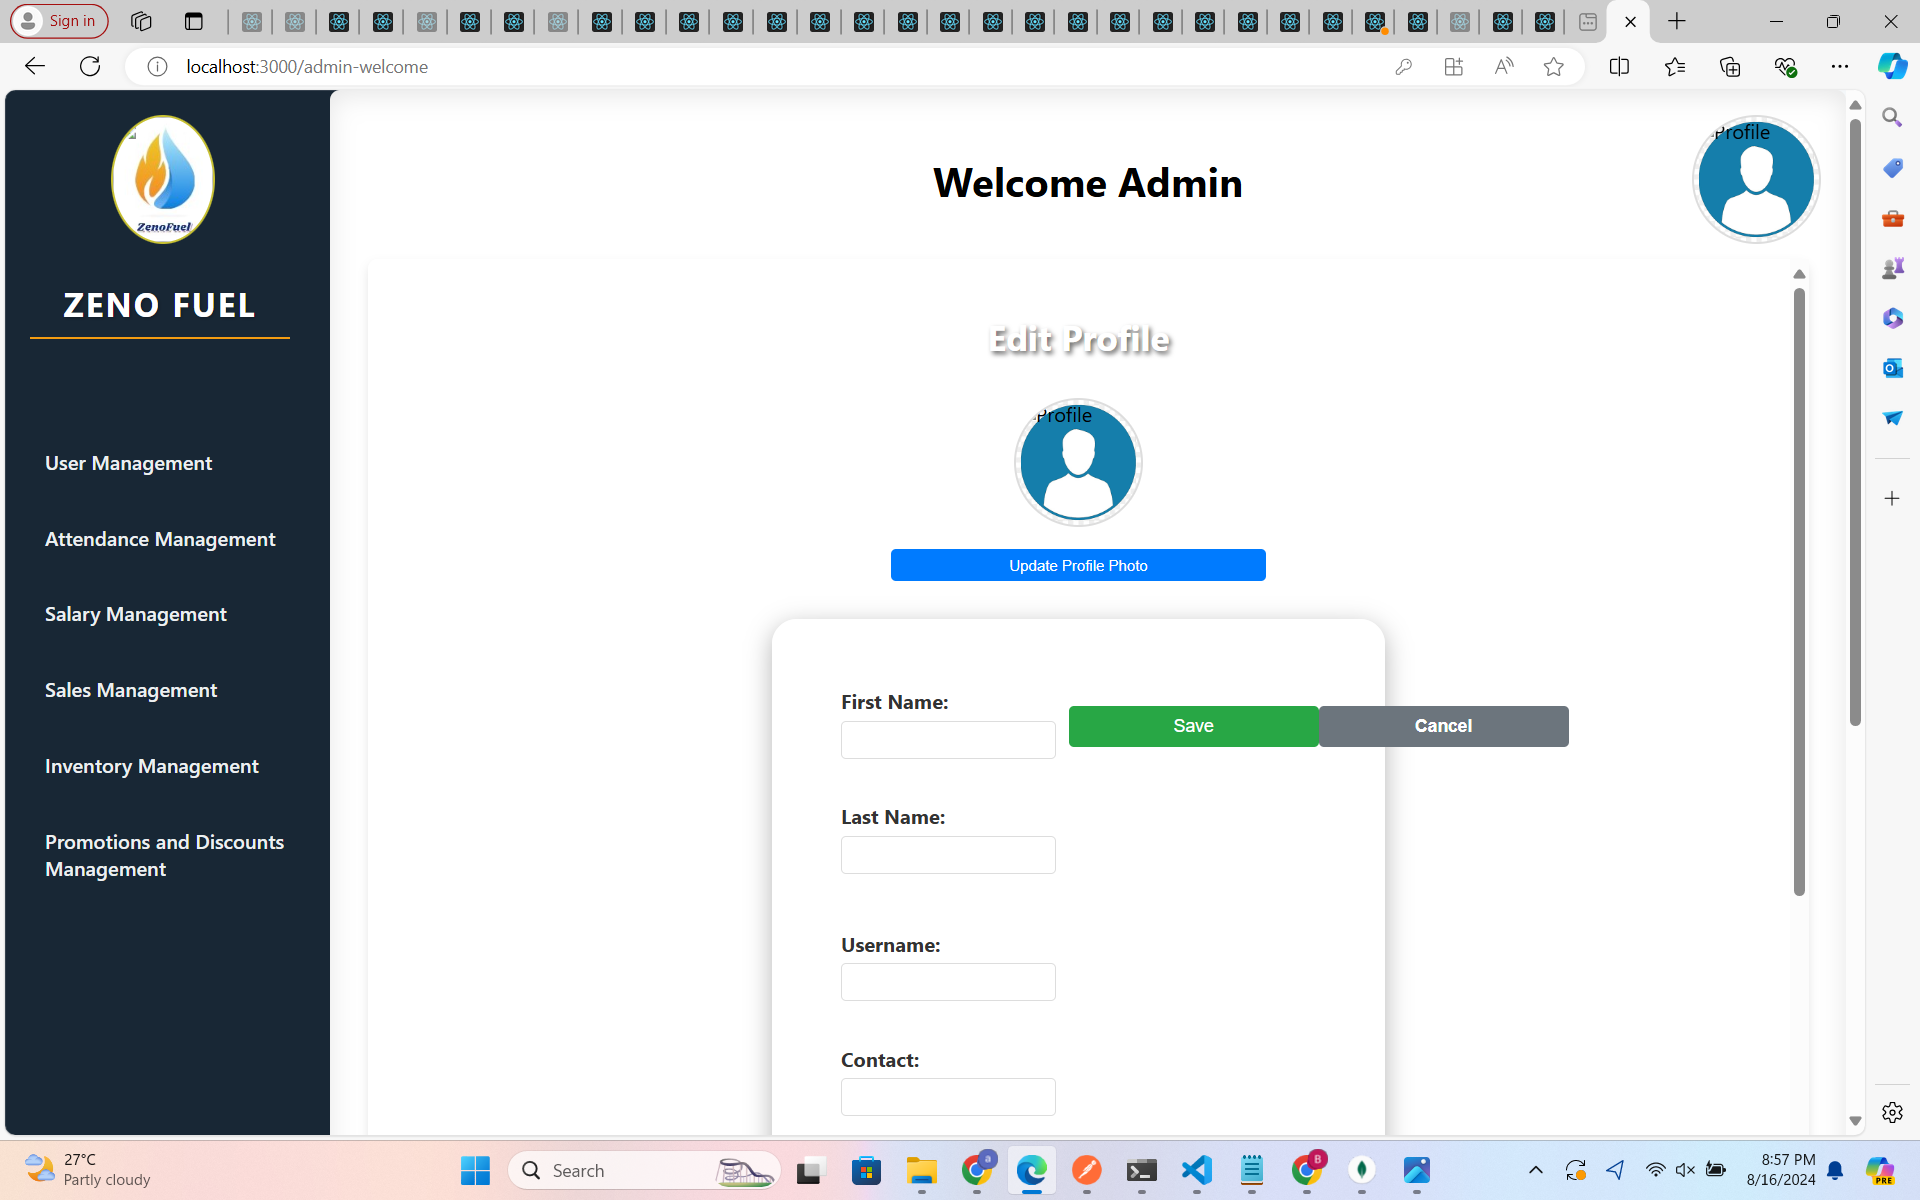 Sign in
localhost:3000/admin-welcome
ZenoFuel
ZENO FUEL
User Management
Attendance Management
Salary Management
Sales Management
Inventory Management
Promotions and Discounts
Management
Welcome Admin
Profile
Edit Profile
Profile
Update Profile Photo
First Name:
Save
Cancel
Last Name:
Username:
Contact:
27°C
Partly cloudy
Search
a
B
8:57 PM
8/16/2024
PRE